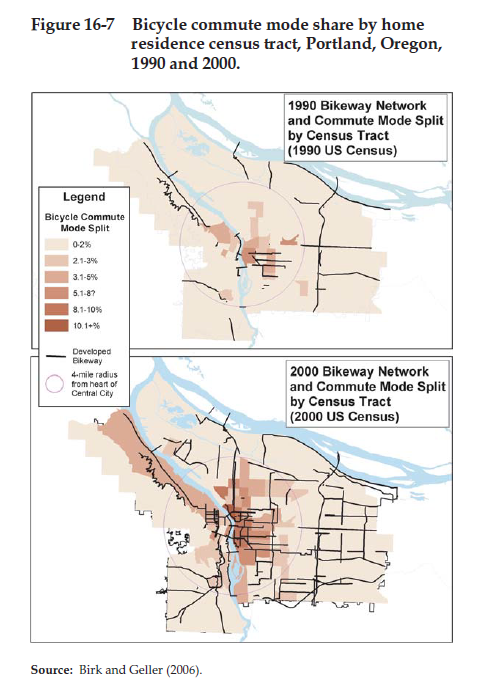 Figure 16-7 Bicycle commute mode share by home
residence census tract, Portland, Oregon,
1990 and 2000.
1990 Bikeway Network
and Commute Mode Split
by Census Tract
(1990 US Census)
Legend
Bicycle Commute
Mode Split
0-2%
2.1-3%
3.1-5%
5.1-8?
8.1-10%
10.1+%
Developed
Bikeway
4-mile radius
from heart of
Central City
2000 Bikeway Network
and Commute Mode Split
by Census Tract
(2000 US Census)
Source: Birk and Geller (2006).